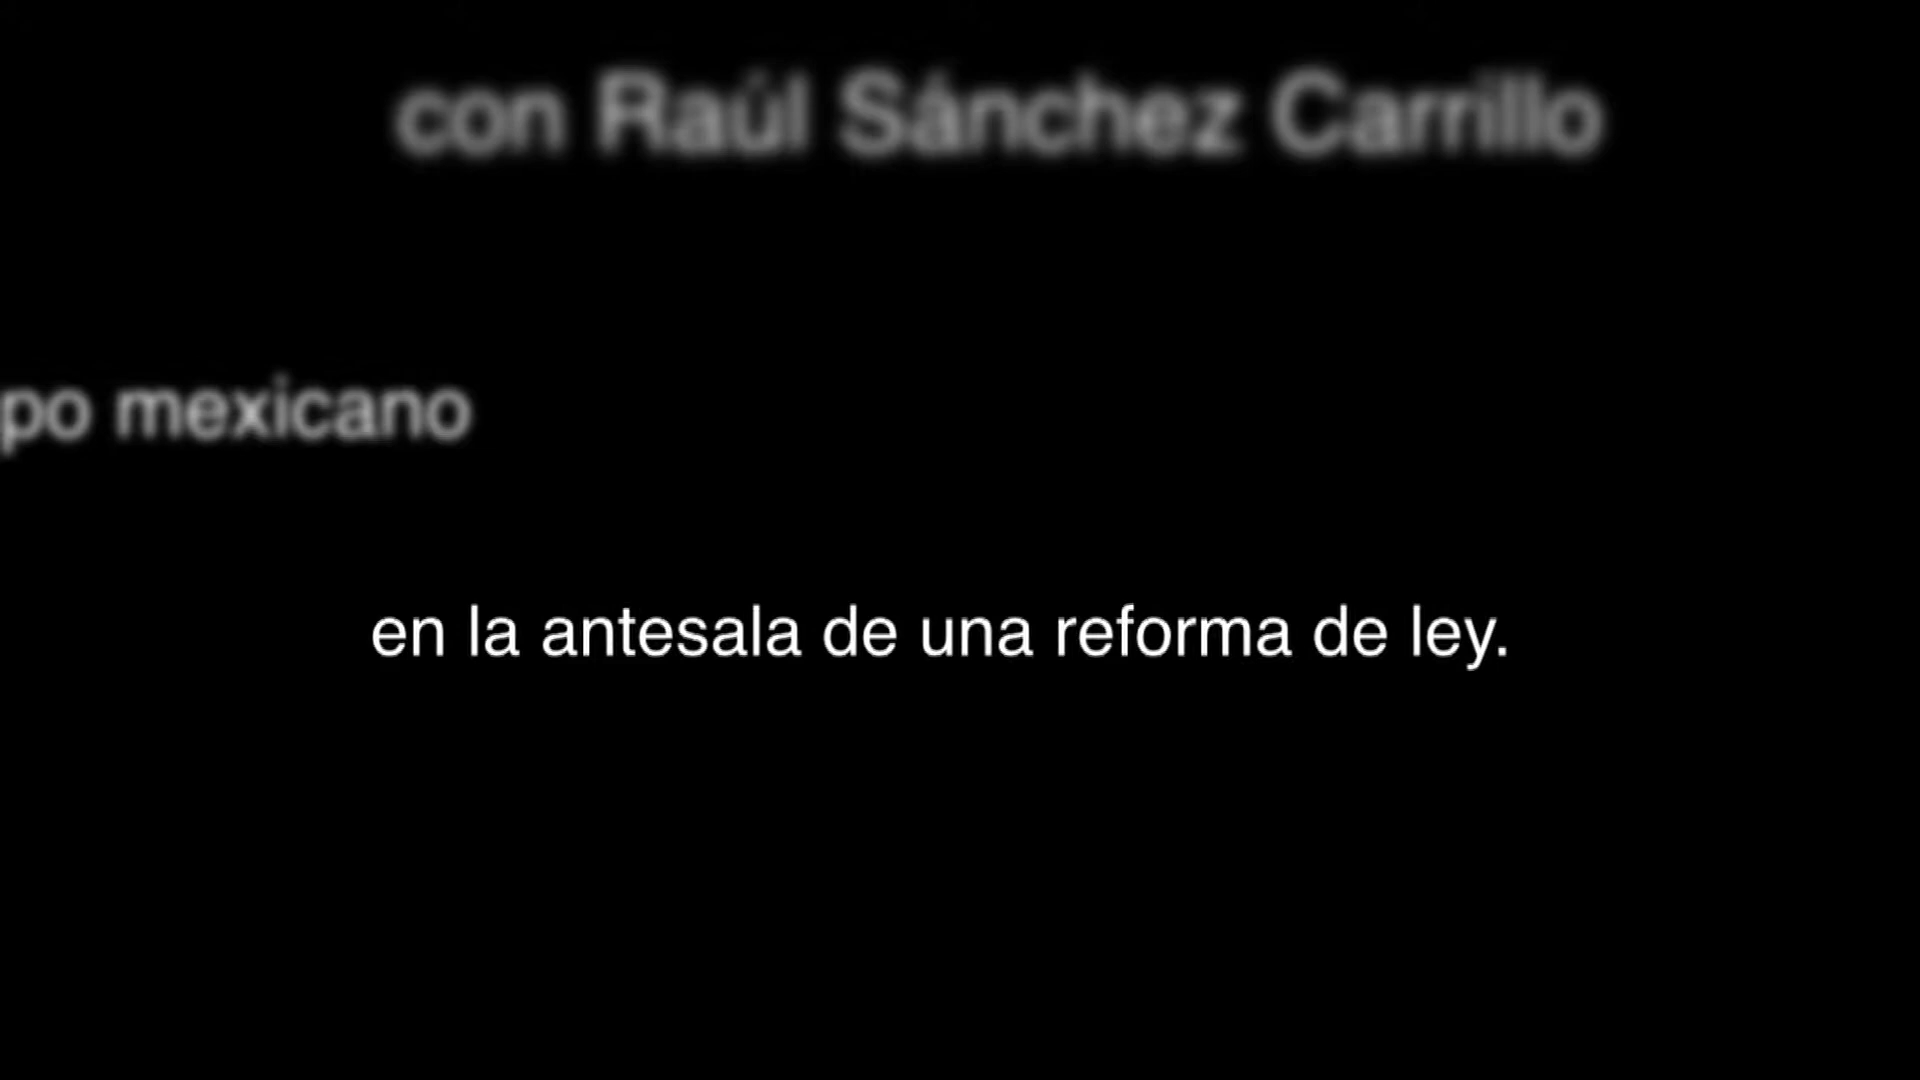 con Raúl Sánchez Carrillo
po mexicano
en la antesala de una reforma de ley.